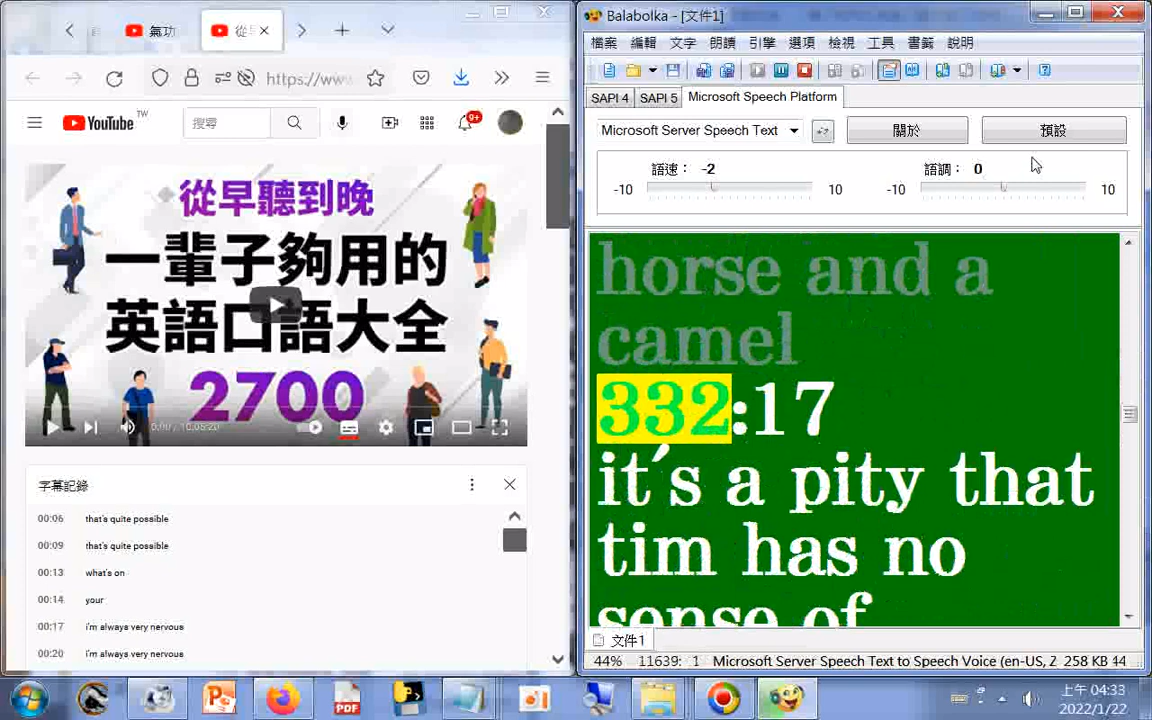 氣功
從
https://www
YouTube TW
搜尋
9+
從早聽到晚
一輩子夠用的
英語口語大全
2700
字幕記錄
00:06 that's quite possible
00:09 that's quite possible
00:13 what's on
00:14 your
00:17 i'm always very nervous
00:20 i'm always very nervous
Balabolka - [文件1]
檔案 編輯 文字 朗讀 引擎 選項 檢視 工具 書籤 說明
SAPI 4 SAPI 5 Microsoft Speech Platform
Microsoft Server Speech Text 關於 預設
語速： -2 語調： 0
-10 10 -10 10
horse and a
camel
332:17
it's a pity that
tim has no
sense of
文件1
44% 11639: 1 Microsoft Server Speech Text to Speech Voice (en-US, Z 258 KB 44
PDF
上午 04:33
2022/1/22